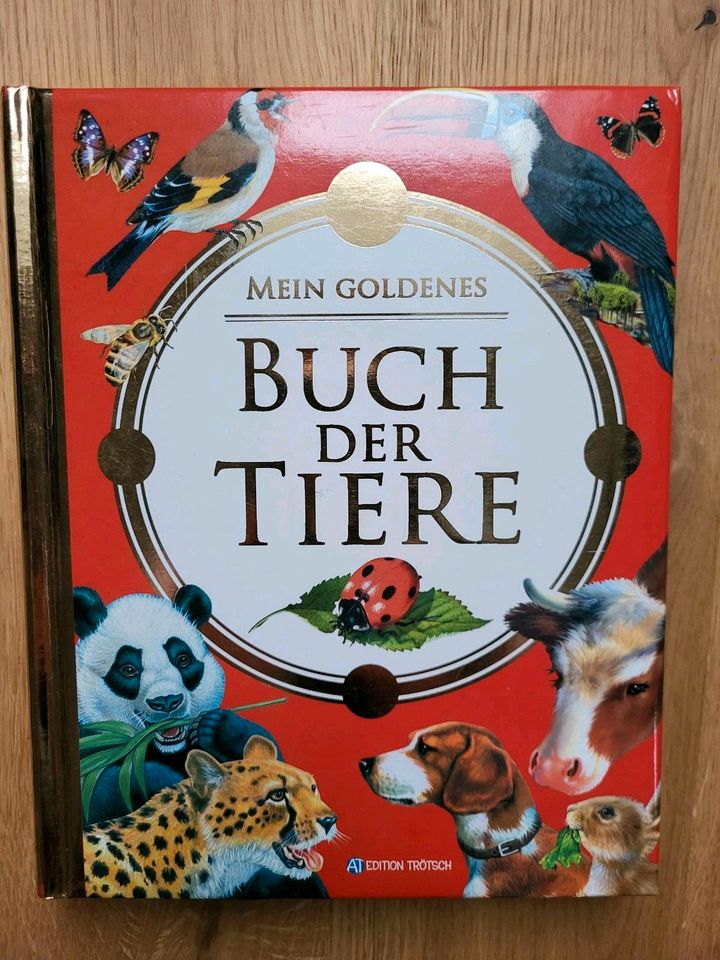 MEIN GOLDENES
BUCH
DER
TIERE
AT EDITION TRÖTSCH